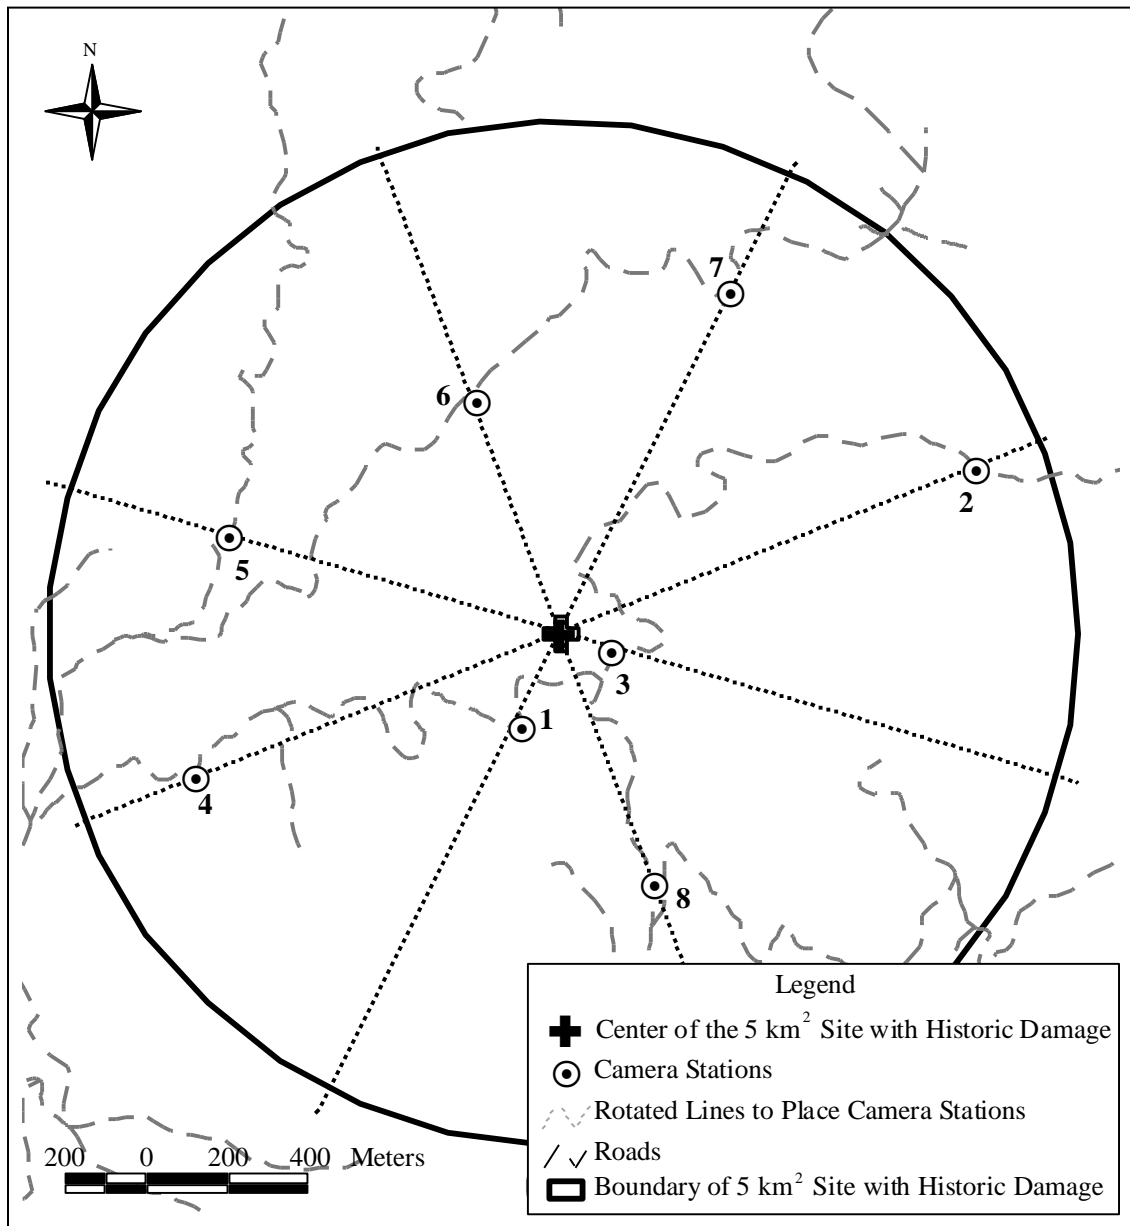 N
7
6
2
5
3
1
4
8
Legend
Center of the 5 km² Site with Historic Damage
Camera Stations
Rotated Lines to Place Camera Stations
Roads
Boundary of 5 km² Site with Historic Damage
200 0 200 400 Meters